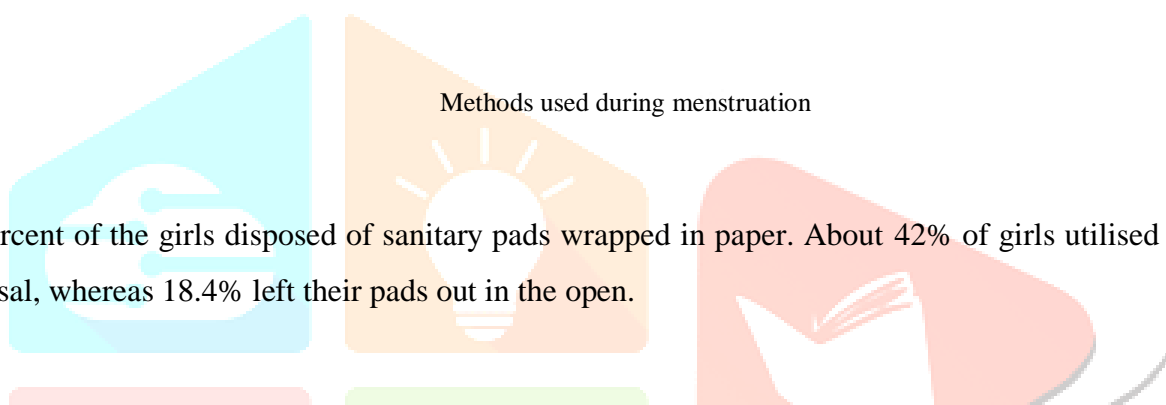 Methods used during menstruation
rcent of the girls disposed of sanitary pads wrapped in paper. About 42% of girls utilised
sal, whereas 18.4% left their pads out in the open.